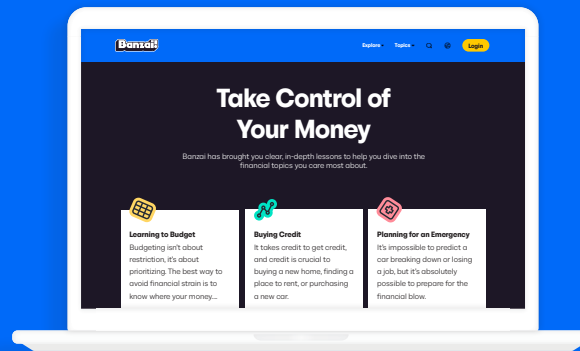 Banzai!
Explore
Topics
Login
Take Control of
Your Money
Banzai has brought you clear, in-depth lessons to help you dive into the
financial topics you care most about.
Learning to Budget
Budgeting isn't about
restriction, it's about
prioritizing. The best way to
avoid financial strain is to
know where your money...
Buying Credit
It takes credit to get credit,
and credit is crucial to
buying a new home, finding a
place to rent, or purchasing
a new car.
Planning for an Emergency
It's impossible to predict a
car breaking down or losing
a job, but it's absolutely
possible to prepare for the
financial blow.